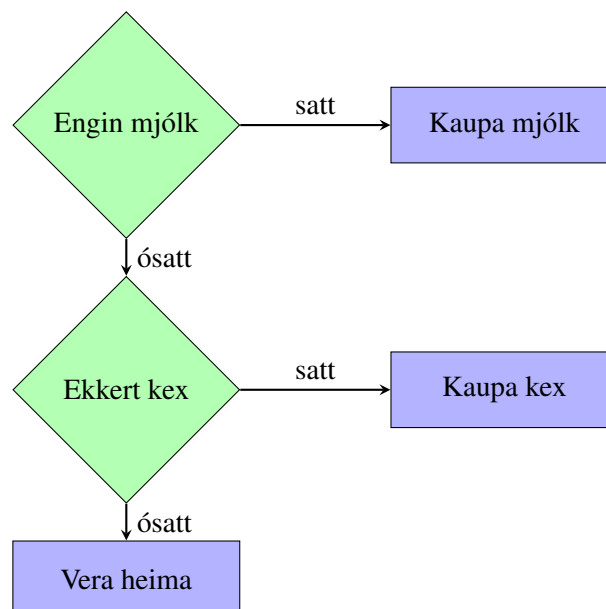 Engin mjólk
satt
Kaupa mjólk
ósatt
Ekkert kex
satt
Kaupa kex
ósatt
Vera heima